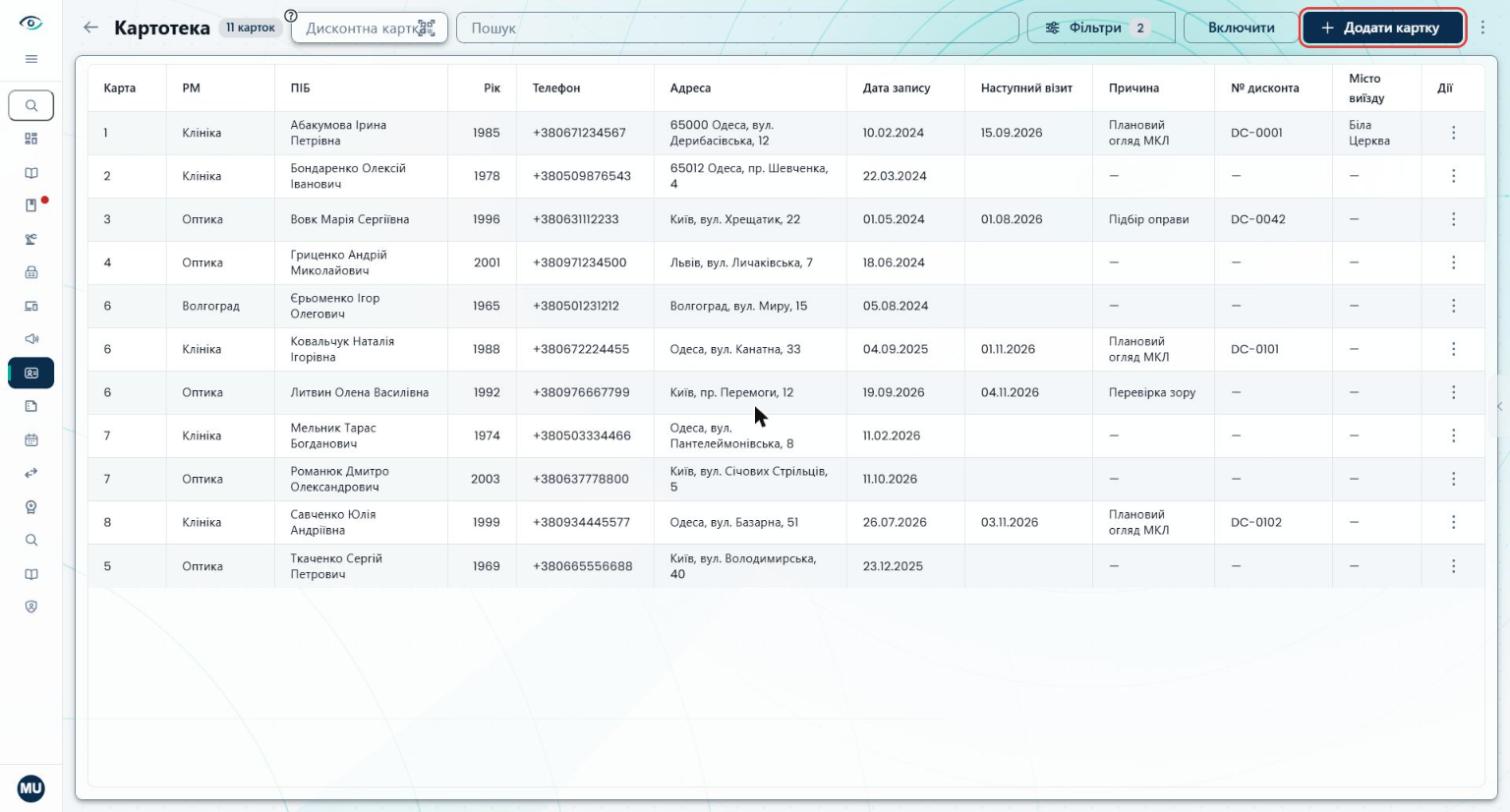 Картотека 11 карток ? Дисконтна картка Пошук Фільтри 2 Включити + Додати картку
Карта РМ ПІБ Рік Телефон Адреса Дата запису Наступний візит Причина № дисконта Місто виїзду Дії
1 Клініка Абакумова Ірина Петрівна 1985 +380671234567 65000 Одеса, вул. Дерибасівська, 12 10.02.2024 15.09.2026 Плановий огляд МКЛ DC-0001 Біла Церква
2 Клініка Бондаренко Олексій Іванович 1978 +380509876543 65012 Одеса, пр. Шевченка, 4 22.03.2024 — — —
3 Оптика Вовк Марія Сергіївна 1996 +380631112233 Київ, вул. Хрещатик, 22 01.05.2024 01.08.2026 Підбір оправи DC-0042 —
4 Оптика Гриценко Андрій Миколайович 2001 +380971234500 Львів, вул. Личаківська, 7 18.06.2024 — — —
6 Волгоград Єрьоменко Ігор Олегович 1965 +380501231212 Волгоград, вул. Миру, 15 05.08.2024 — — —
6 Клініка Ковальчук Наталія Ігорівна 1988 +380672224455 Одеса, вул. Канатна, 33 04.09.2025 01.11.2026 Плановий огляд МКЛ DC-0101 —
6 Оптика Литвин Олена Василівна 1992 +380976667799 Київ, пр. Перемоги, 12 19.09.2026 04.11.2026 Перевірка зору — —
7 Клініка Мельник Тарас Богданович 1974 +380503334466 Одеса, вул. Пантелеймонівська, 8 11.02.2026 — — —
7 Оптика Романюк Дмитро Олександрович 2003 +380637778800 Київ, вул. Січових Стрільців, 5 11.10.2026 — — —
8 Клініка Савченко Юлія Андріївна 1999 +380934445577 Одеса, вул. Базарна, 51 26.07.2026 03.11.2026 Плановий огляд МКЛ DC-0102 —
5 Оптика Ткаченко Сергій Петрович 1969 +380665556688 Київ, вул. Володимирська, 40 23.12.2025 — — —
MU